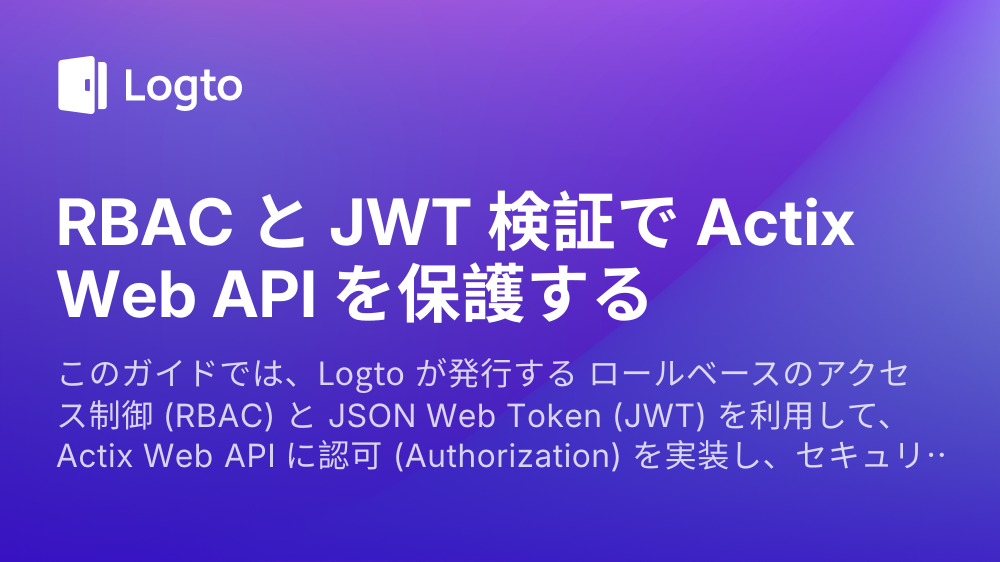 Logto
RBAC と JWT 検証で Actix
Web API を保護する
このガイドでは、Logto が発行する ロールベースのアクセ
ス制御 (RBAC) と JSON Web Token (JWT) を利用して、
Actix Web API に認可 (Authorization) を実装し、セキュリ··